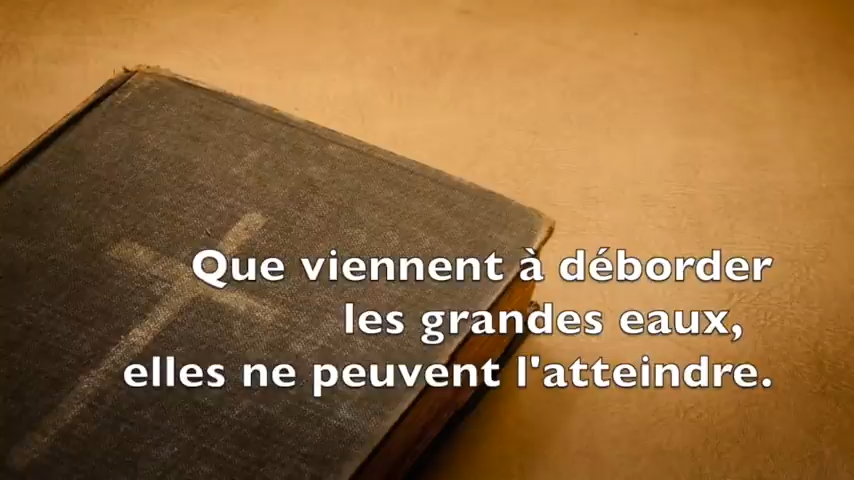 Que viennent à déborder
les grandes eaux,
elles ne peuvent l'atteindre.